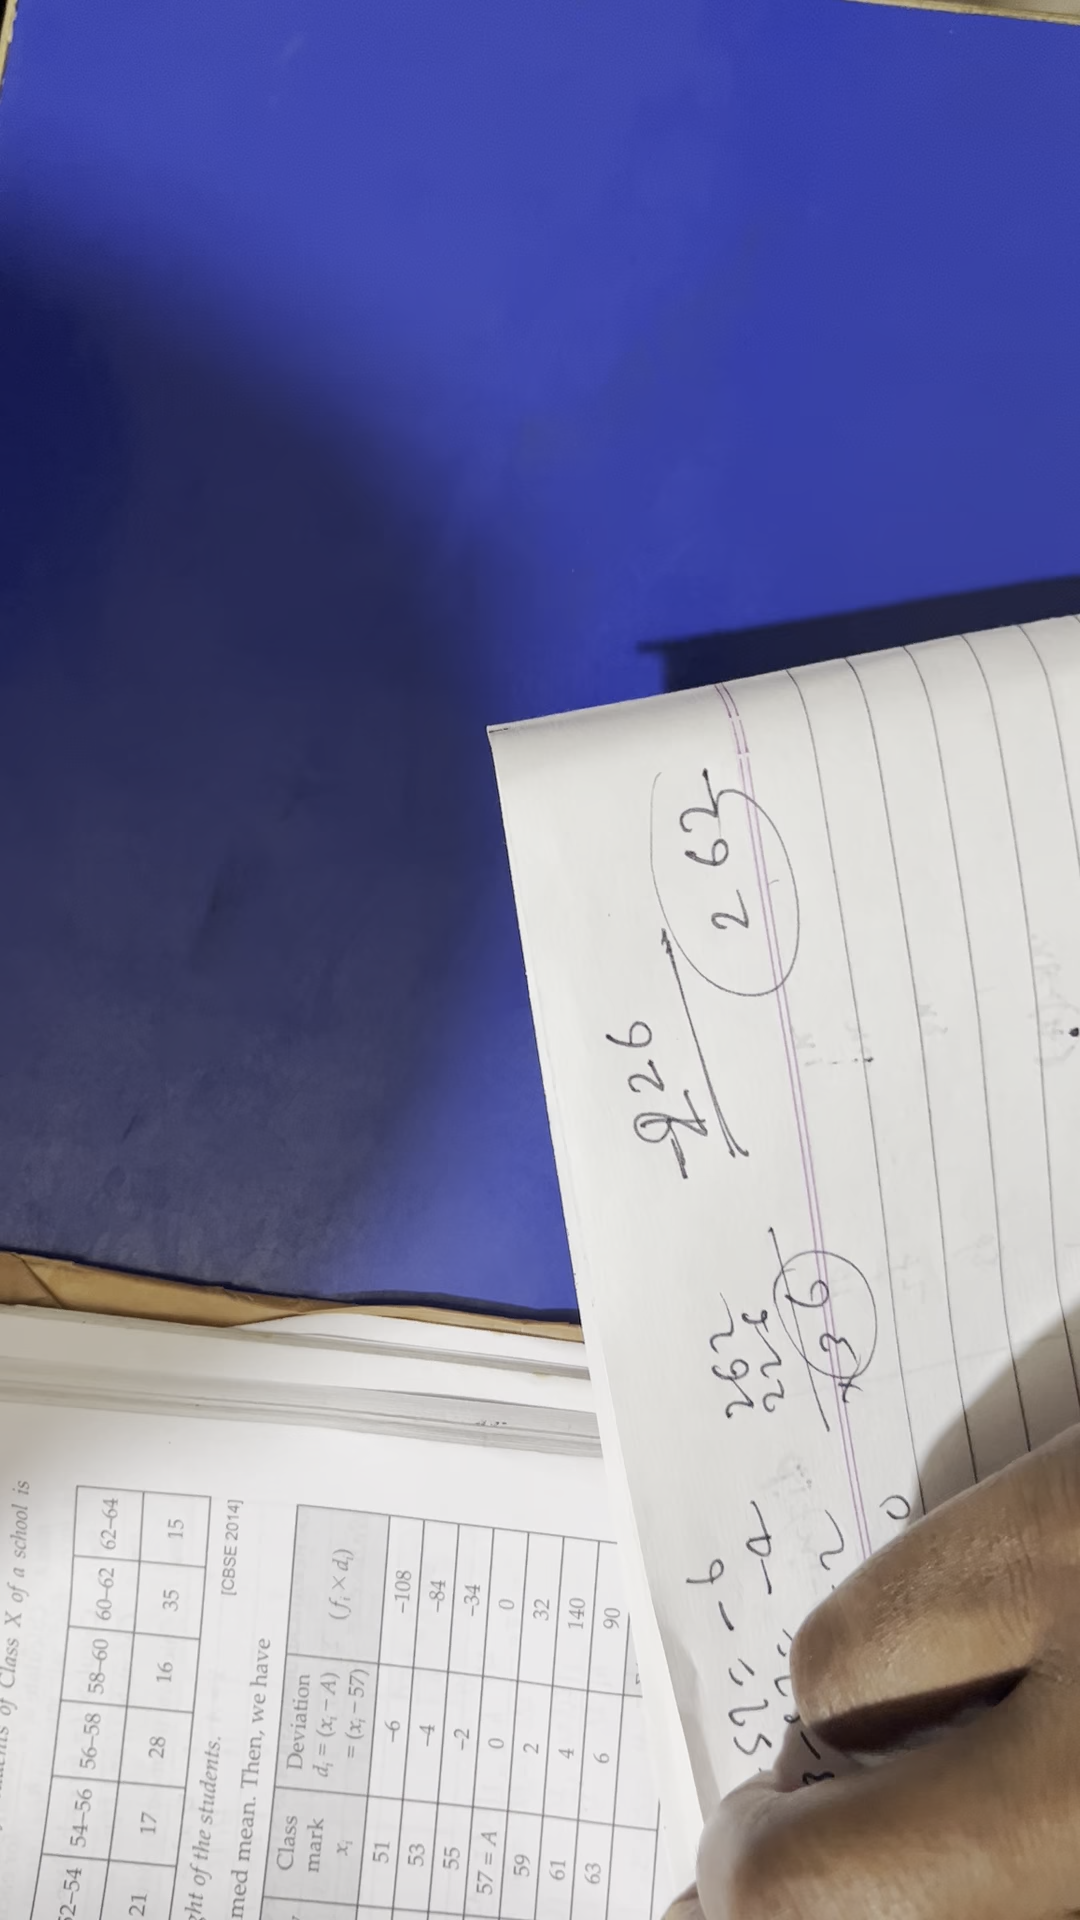 ents of Class X of a school is
52–54 54–56 56–58 58–60 60–62 62–64
21 17 28 16 35 15
ght of the students. [CBSE 2014]
med mean. Then, we have
Class mark xᵢ Deviation dᵢ = (xᵢ – A) = (xᵢ – 57) (fᵢ × dᵢ)
51 –6 –108
53 –4 –84
55 –2 –34
57 = A 0 0
59 2 32
61 4 140
63 6 90
-226
262
262
226
+36
- 6
- 4
2
0